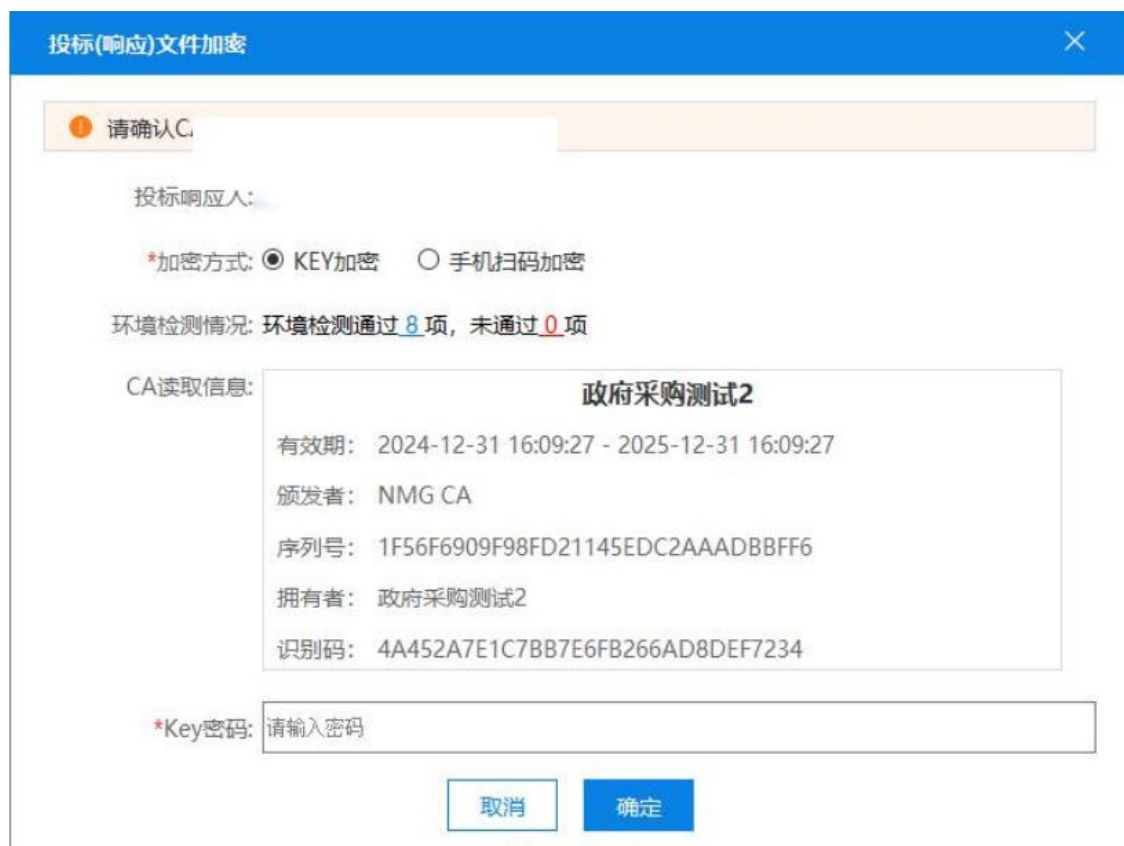 投标(响应)文件加密
请确认CA
投标响应人:
*加密方式: KEY加密 手机扫码加密
环境检测情况: 环境检测通过 8 项，未通过 0 项
CA读取信息:
政府采购测试2
有效期： 2024-12-31 16:09:27 - 2025-12-31 16:09:27
颁发者： NMG CA
序列号： 1F56F6909F98FD21145EDC2AAADBBFF6
拥有者： 政府采购测试2
识别码： 4A452A7E1C7BB7E6FB266AD8DEF7234
*Key密码: 请输入密码
取消 确定